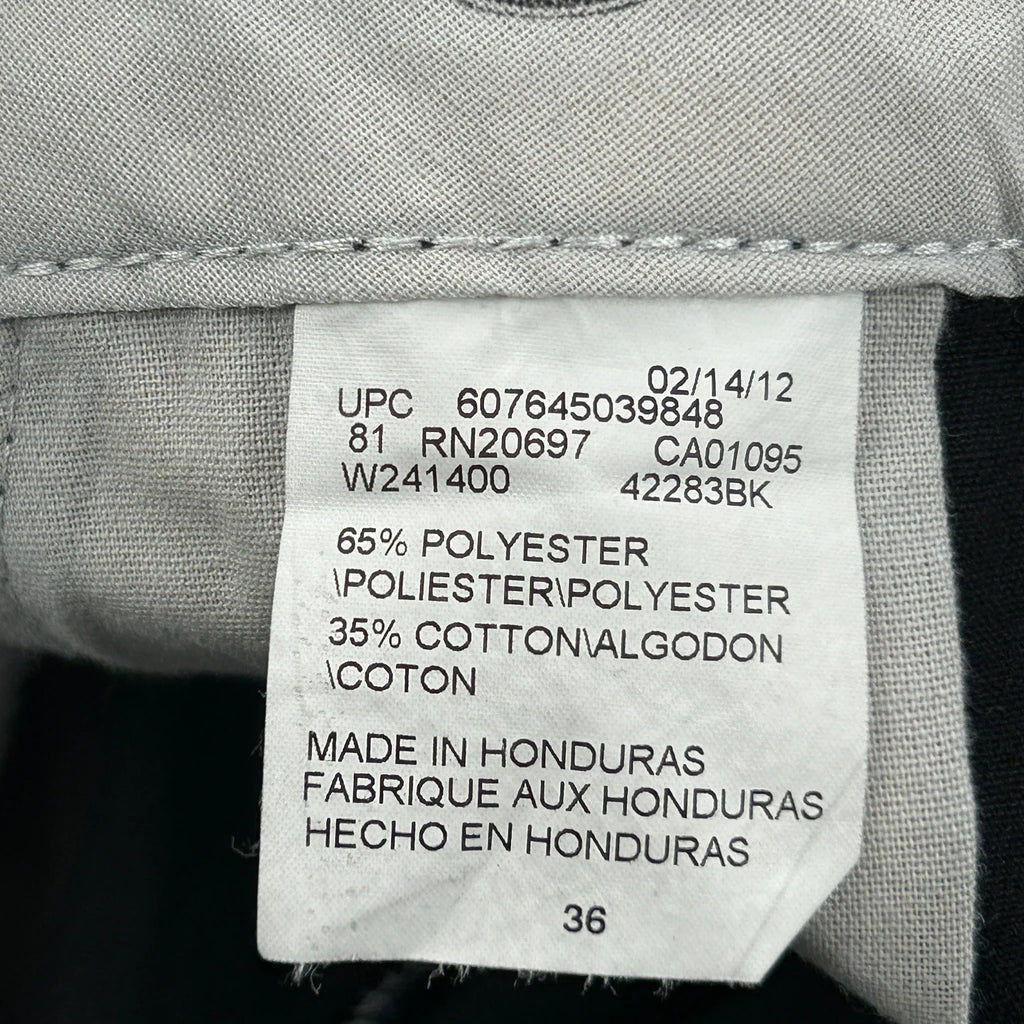 02/14/12
UPC 607645039848
81 RN20697 CA01095
W241400 42283BK
65% POLYESTER
\POLIESTER\POLYESTER
35% COTTON\ALGODON
\COTON
MADE IN HONDURAS
FABRIQUE AUX HONDURAS
HECHO EN HONDURAS
36